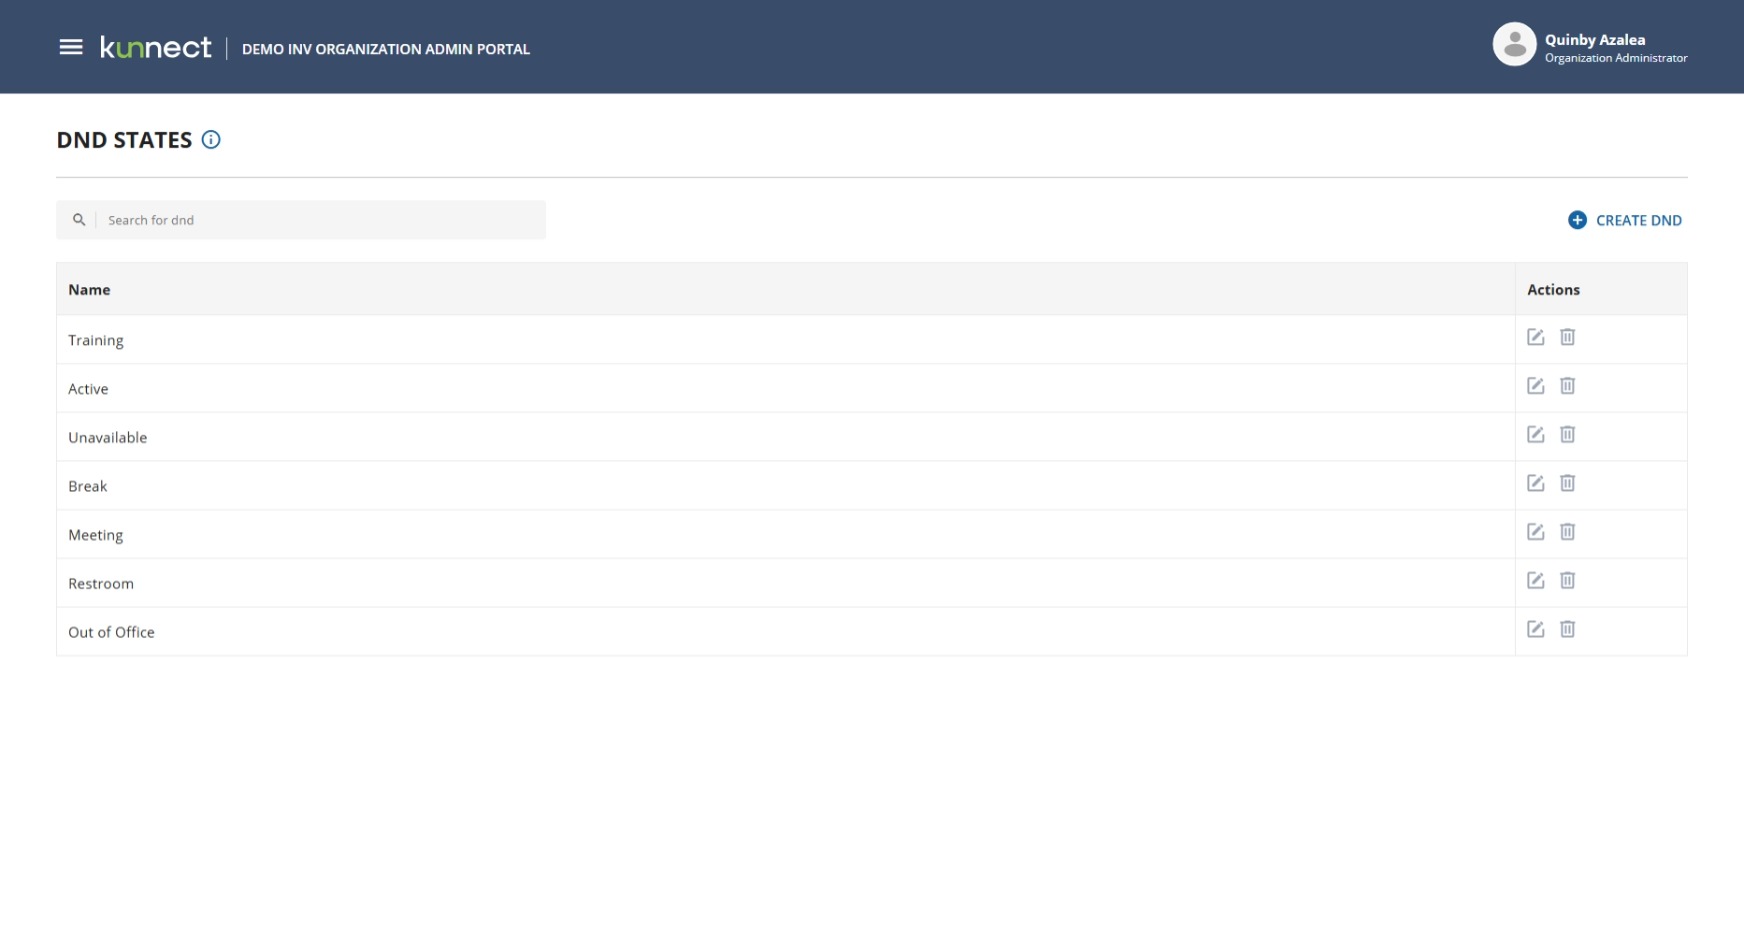 kunnect | DEMO INV ORGANIZATION ADMIN PORTAL
Quinby Azalea
Organization Administrator
DND STATES
Search for dnd
CREATE DND
Name Actions
Training
Active
Unavailable
Break
Meeting
Restroom
Out of Office